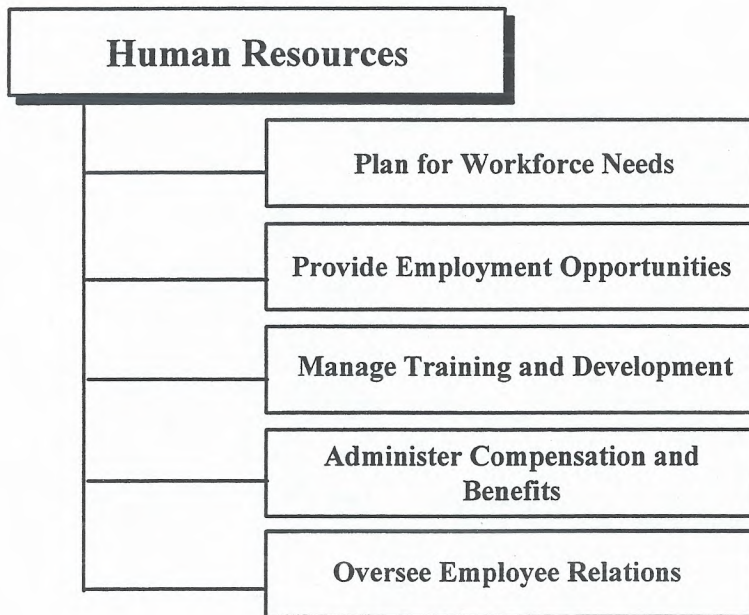 Human Resources
Plan for Workforce Needs
Provide Employment Opportunities
Manage Training and Development
Administer Compensation and
Benefits
Oversee Employee Relations